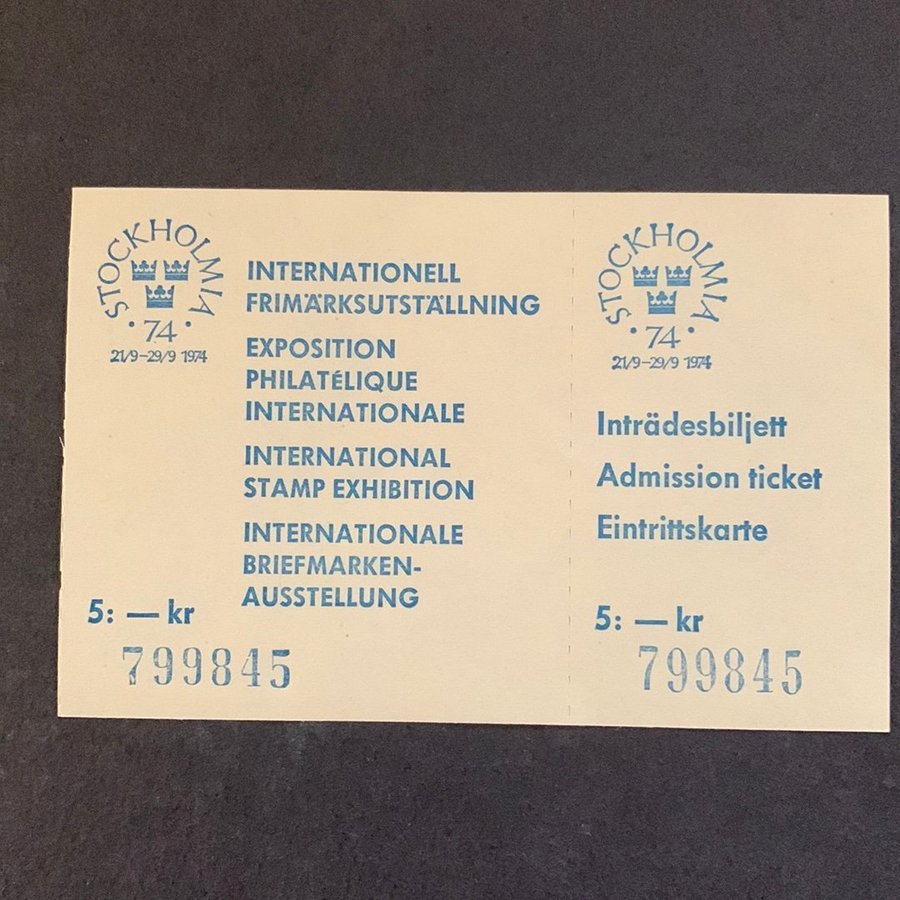 STOCKHOLMIA
· 74 ·
21/9–29/9 1974
INTERNATIONELL
FRIMÄRKSUTSTÄLLNING
EXPOSITION
PHILATÉLIQUE
INTERNATIONALE
INTERNATIONAL
STAMP EXHIBITION
INTERNATIONALE
BRIEFMARKEN-
AUSSTELLUNG
5: — kr
799845
STOCKHOLMIA
· 74 ·
21/9–29/9 1974
Inträdesbiljett
Admission ticket
Eintrittskarte
5: — kr
799845